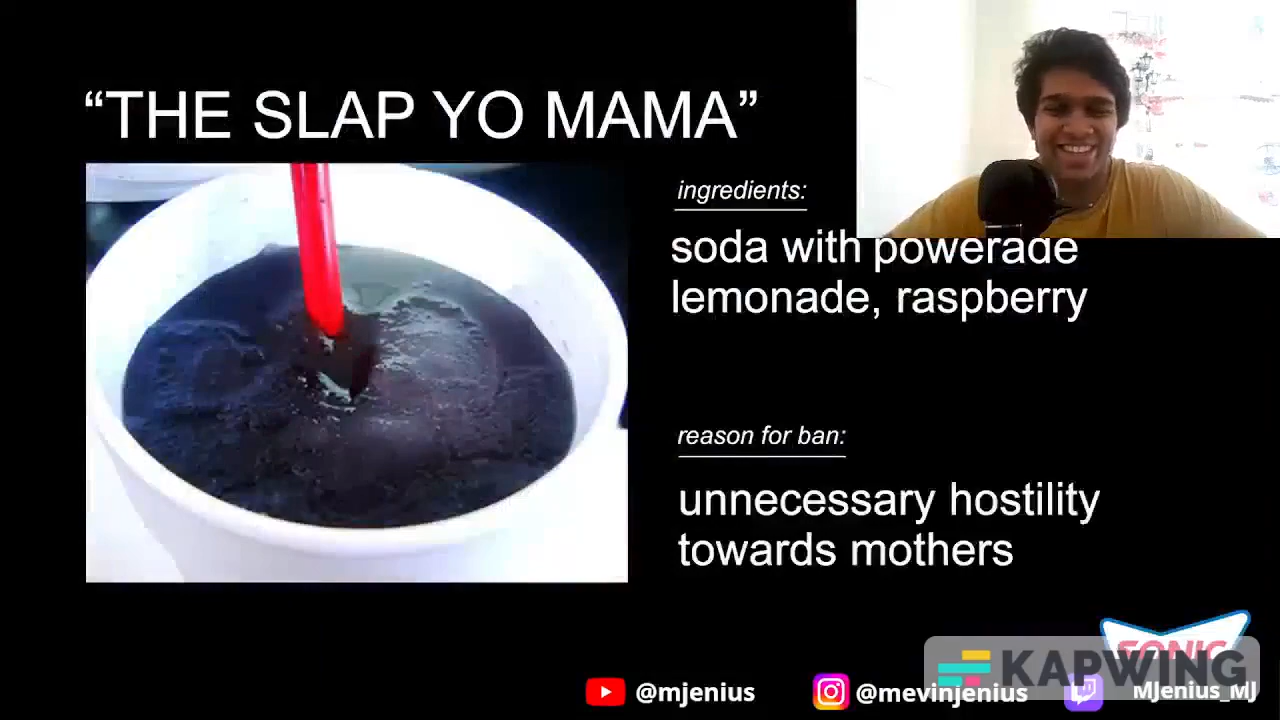 “THE SLAP YO MAMA”
ingredients:
soda with powerade
lemonade, raspberry
reason for ban:
unnecessary hostility
towards mothers
SONIC
KAPWING
@mjenius
@mevinjenius
MJenius_MJ